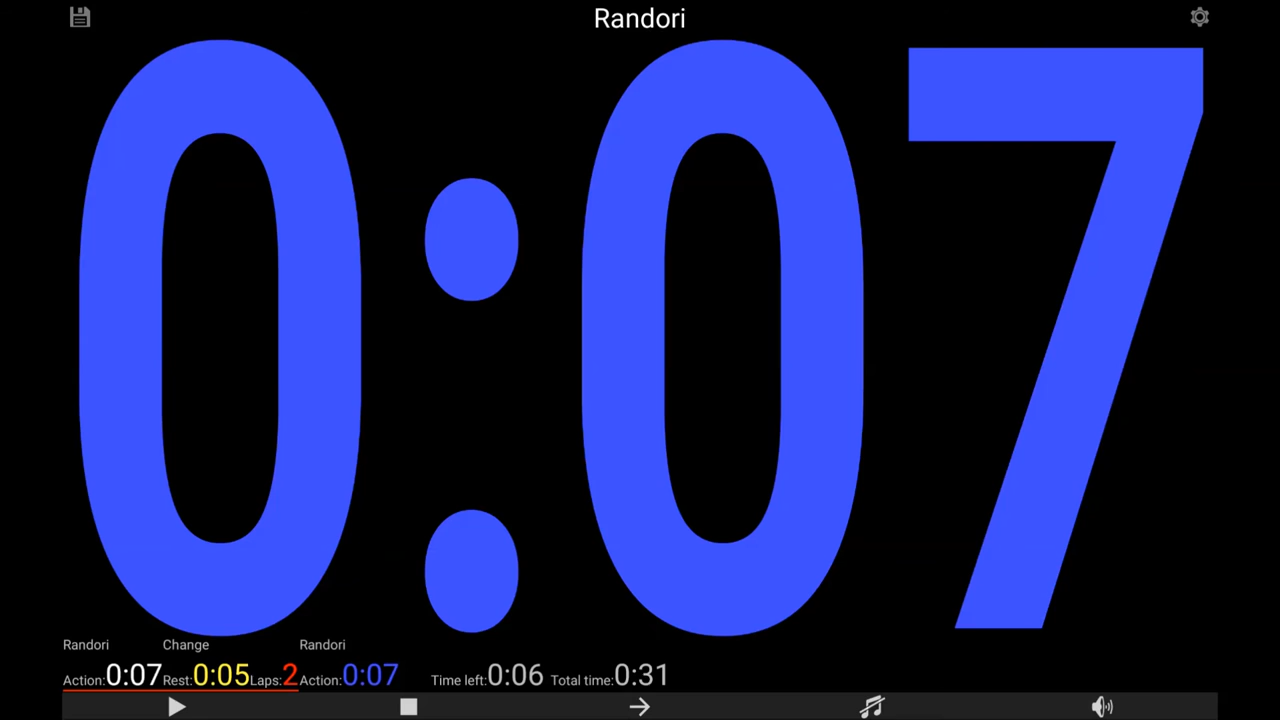 Randori
0:07
Randori Change Randori
Action:0:07 Rest:0:05 Laps:2 Action:0:07 Time left:0:06 Total time:0:31